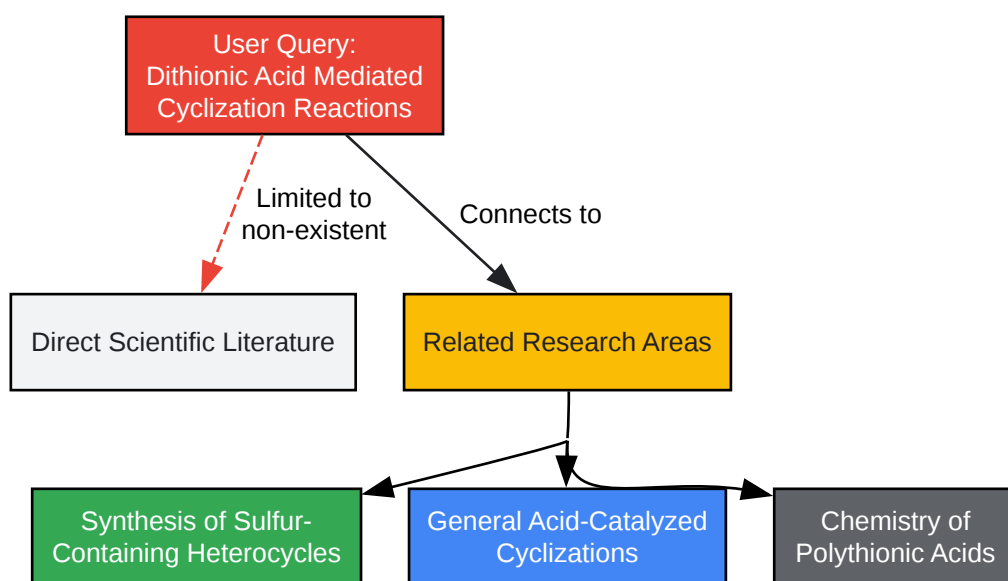 User Query:
Dithionic Acid Mediated
Cyclization Reactions
Limited to
non-existent
Connects to
Direct Scientific Literature
Related Research Areas
Synthesis of Sulfur-
Containing Heterocycles
General Acid-Catalyzed
Cyclizations
Chemistry of
Polythionic Acids